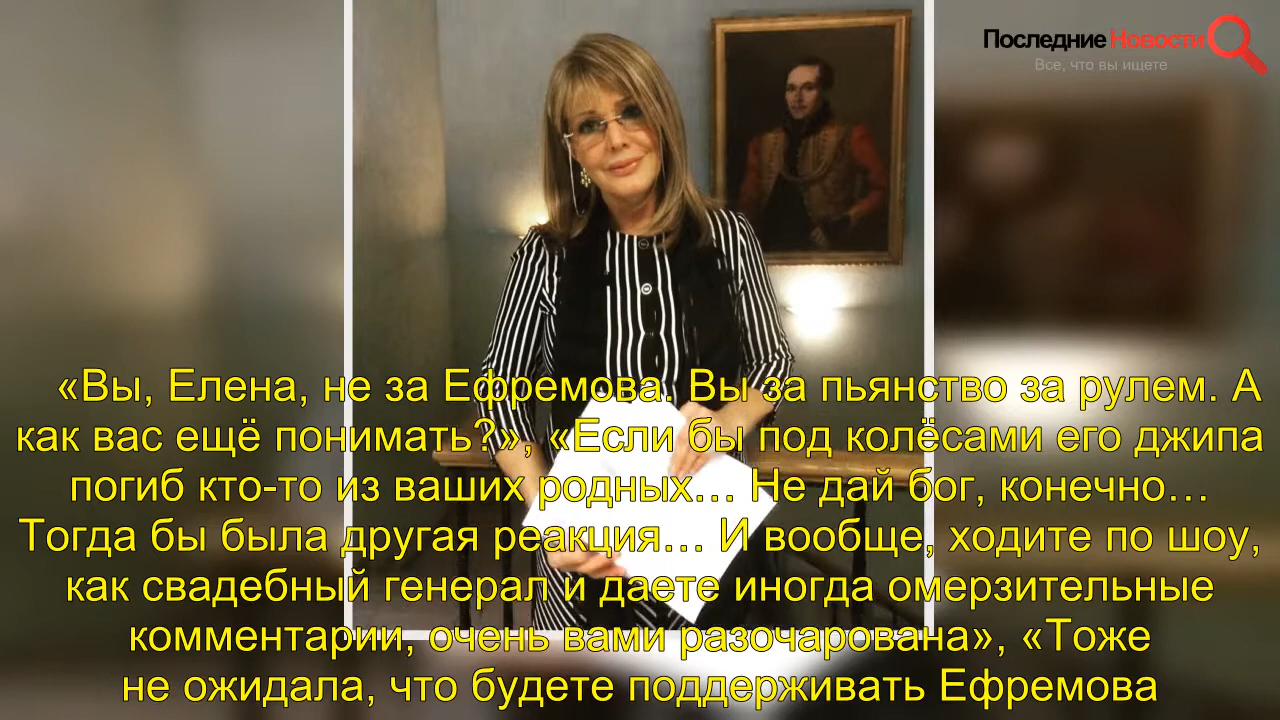 Последние Новости
Все, что вы ищете
«Вы, Елена, не за Ефремова. Вы за пьянство за рулем. А
как вас ещё понимать?», «Если бы под колёсами его джипа
погиб кто-то из ваших родных… Не дай бог, конечно…
Тогда бы была другая реакция… И вообще, ходите по шоу,
как свадебный генерал и даете иногда омерзительные
комментарии, очень вами разочарована», «Тоже
не ожидала, что будете поддерживать Ефремова